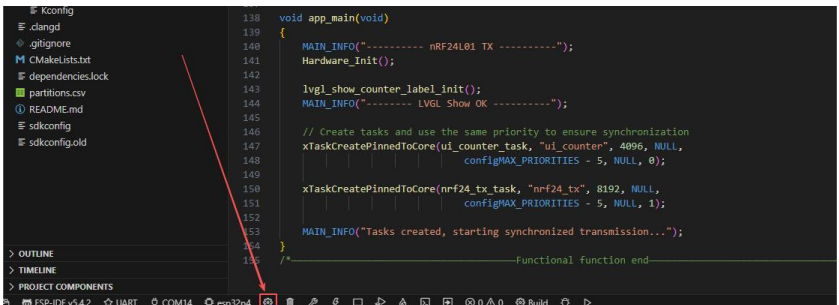 Kconfig
.clangd
.gitignore
CMakeLists.txt
dependencies.lock
partitions.csv
README.md
sdkconfig
sdkconfig.old
OUTLINE
TIMELINE
PROJECT COMPONENTS
138 void app_main(void)
139 {
140 MAIN_INFO("---------- nRF24L01 TX ----------");
141 Hardware_Init();
142
143 lvgl_show_counter_label_init();
144 MAIN_INFO("-------- LVGL Show OK ----------");
145
146 // Create tasks and use the same priority to ensure synchronization
147 xTaskCreatePinnedToCore(ui_counter_task, "ui_counter", 4096, NULL,
148 configMAX_PRIORITIES - 5, NULL, 0);
149
150 xTaskCreatePinnedToCore(nrf24_tx_task, "nrf24_tx", 8192, NULL,
151 configMAX_PRIORITIES - 5, NULL, 1);
152
153 MAIN_INFO("Tasks created, starting synchronized transmission...");
154 }
155 /*————————————————Functional function end————————————————
ESP-IDF v5.4.2 UART COM14 esp32p4 0 0 0 Build